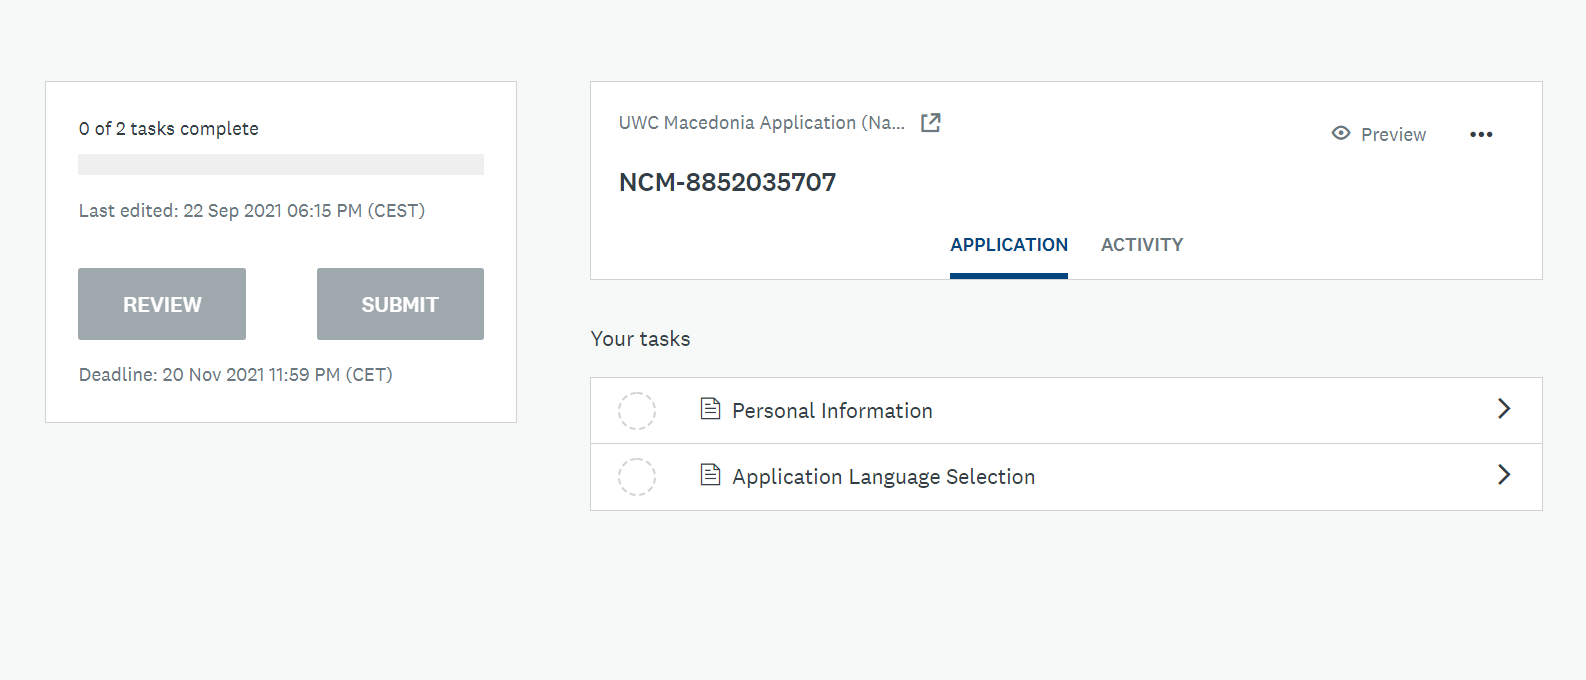 0 of 2 tasks complete
Last edited: 22 Sep 2021 06:15 PM (CEST)
REVIEW
SUBMIT
Deadline: 20 Nov 2021 11:59 PM (CET)
UWC Macedonia Application (Na...
Preview
NCM-8852035707
APPLICATION
ACTIVITY
Your tasks
Personal Information
Application Language Selection